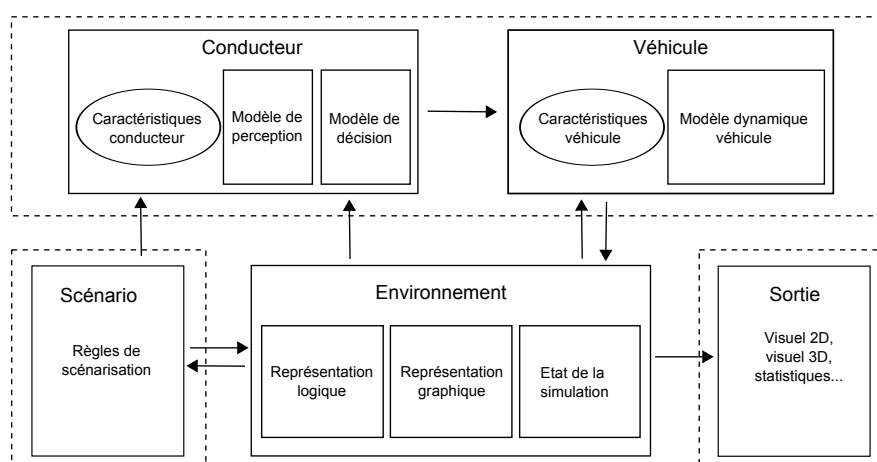 Conducteur
Caractéristiques
conducteur
Modèle de
perception
Modèle de
décision
Véhicule
Caractéristiques
véhicule
Modèle dynamique
véhicule
Scénario
Règles de
scénarisation
Environnement
Représentation
logique
Représentation
graphique
Etat de la
simulation
Sortie
Visuel 2D,
visuel 3D,
statistiques...